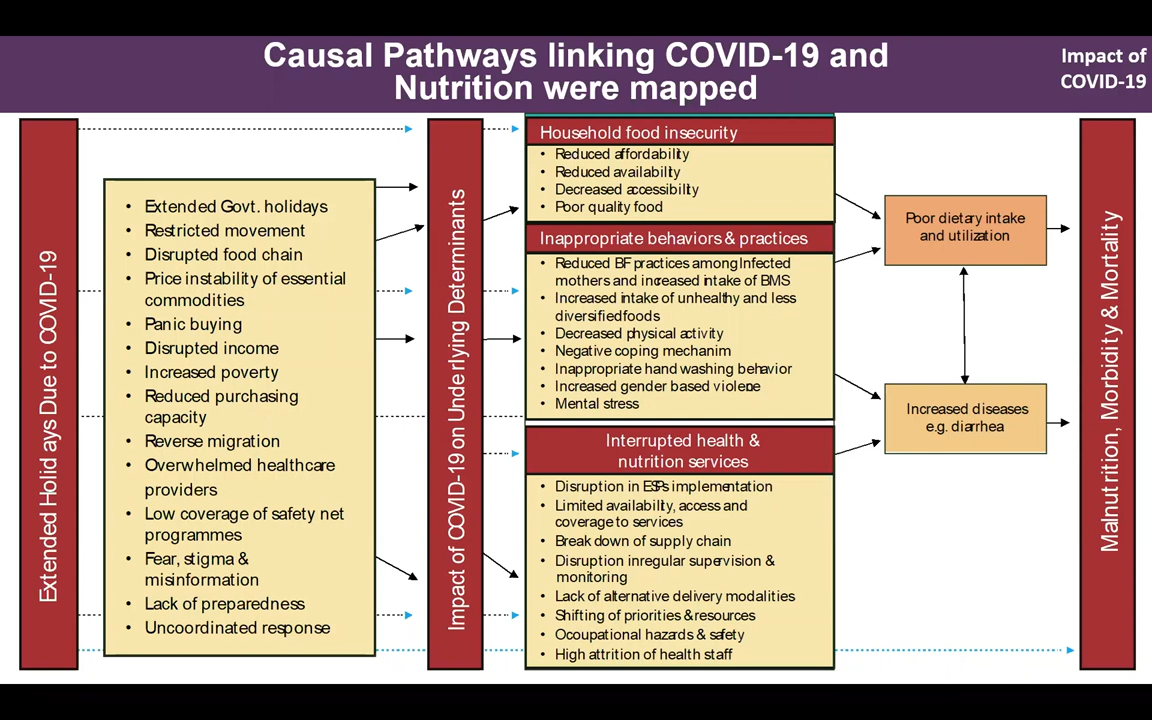 Causal Pathways linking COVID-19 and
Nutrition were mapped
Impact of
COVID-19
Extended Holidays Due to COVID-19
• Extended Govt. holidays
• Restricted movement
• Disrupted food chain
• Price instability of essential
commodities
• Panic buying
• Disrupted income
• Increased poverty
• Reduced purchasing
capacity
• Reverse migration
• Overwhelmed healthcare
providers
• Low coverage of safety net
programmes
• Fear, stigma &
misinformation
• Lack of preparedness
• Uncoordinated response
Impact of COVID-19 on Underlying Determinants
Household food insecurity
• Reduced affordability
• Reduced availability
• Decreased accessibility
• Poor quality food
Inappropriate behaviors & practices
• Reduced BF practices among Infected
mothers and increased intake of BMS
• Increased intake of unhealthy and less
diversified foods
• Decreased physical activity
• Negative coping mechanim
• Inappropriate hand washing behavior
• Increased gender based violene
• Mental stress
Interrupted health &
nutrition services
• Disruption in ESPs implementation
• Limited availability, access and
coverage to services
• Break down of supply chain
• Disruption in regular supervision &
monitoring
• Lack of alternative delivery modalities
• Shifting of priorities & resources
• Ocoupational hazards & safety
• High attrition of health staff
Poor dietary intake
and utilization
Increased diseases
e.g. diarrhea
Malnutrition, Morbidity & Mortality